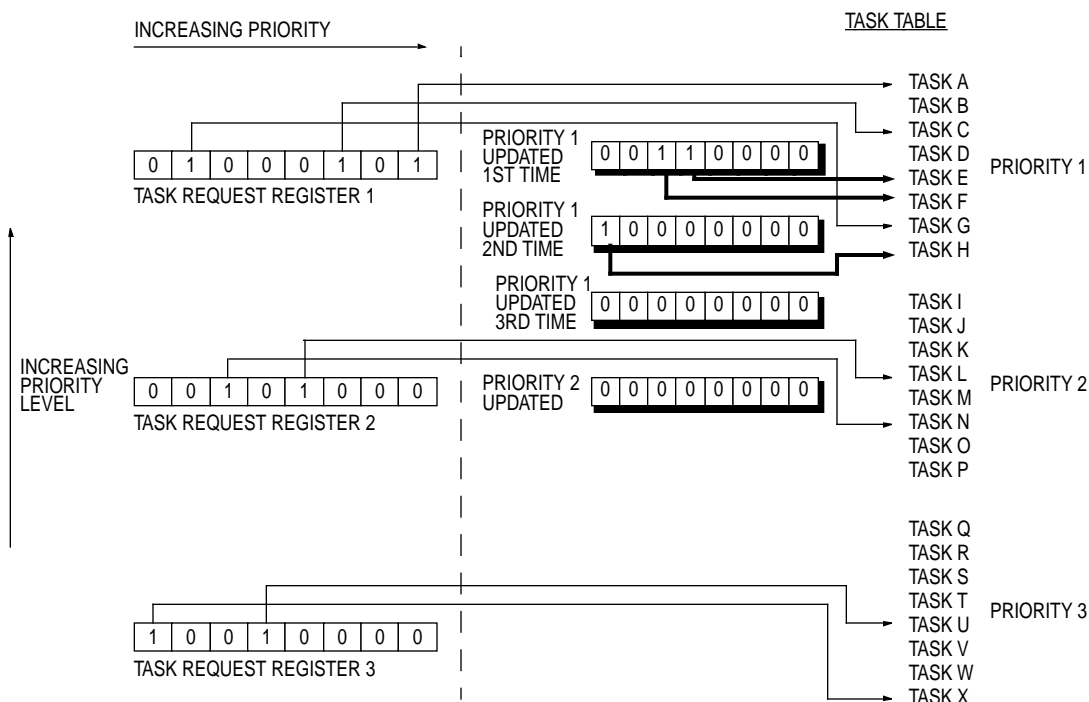 INCREASING PRIORITY
TASK TABLE
0 1 0 0 0 1 0 1
TASK REQUEST REGISTER 1
PRIORITY 1
UPDATED
1ST TIME
0 0 1 1 0 0 0 0
PRIORITY 1
UPDATED
2ND TIME
1 0 0 0 0 0 0 0
PRIORITY 1
UPDATED
3RD TIME
0 0 0 0 0 0 0 0
TASK A
TASK B
TASK C
TASK D
TASK E
TASK F
TASK G
TASK H
PRIORITY 1
INCREASING
PRIORITY
LEVEL
0 0 1 0 1 0 0 0
TASK REQUEST REGISTER 2
PRIORITY 2
UPDATED
0 0 0 0 0 0 0 0
TASK I
TASK J
TASK K
TASK L
TASK M
TASK N
TASK O
TASK P
PRIORITY 2
1 0 0 1 0 0 0 0
TASK REQUEST REGISTER 3
TASK Q
TASK R
TASK S
TASK T
TASK U
TASK V
TASK W
TASK X
PRIORITY 3